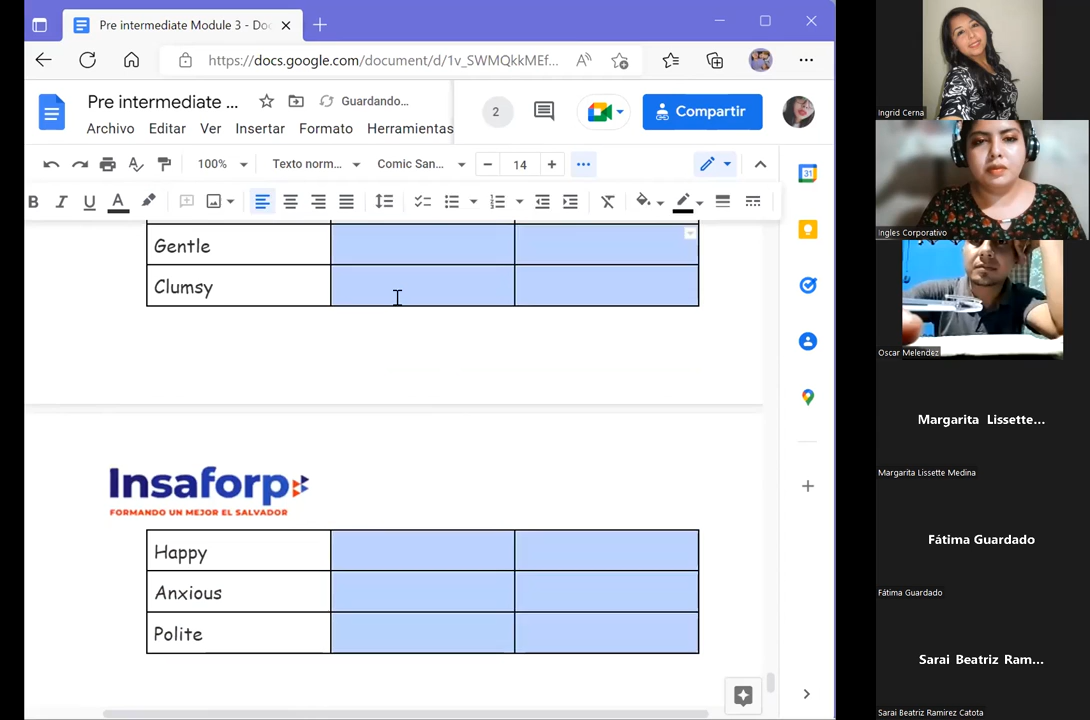 Pre intermediate Module 3 - Doc
https://docs.google.com/document/d/1v_SWMQkkMEf...
Pre intermediate ...
Guardando...
2
Compartir
Archivo Editar Ver Insertar Formato Herramientas
100% Texto norm... Comic San... 14
B I U A
31
Gentle
Clumsy
Insaforp
FORMANDO UN MEJOR EL SALVADOR
Happy
Anxious
Polite
Ingrid Cerna
Ingles Corporativo
Oscar Melendez
Margarita Lissette...
Margarita Lissette Medina
Fátima Guardado
Fátima Guardado
Sarai Beatriz Ram...
Sarai Beatriz Ramirez Catota